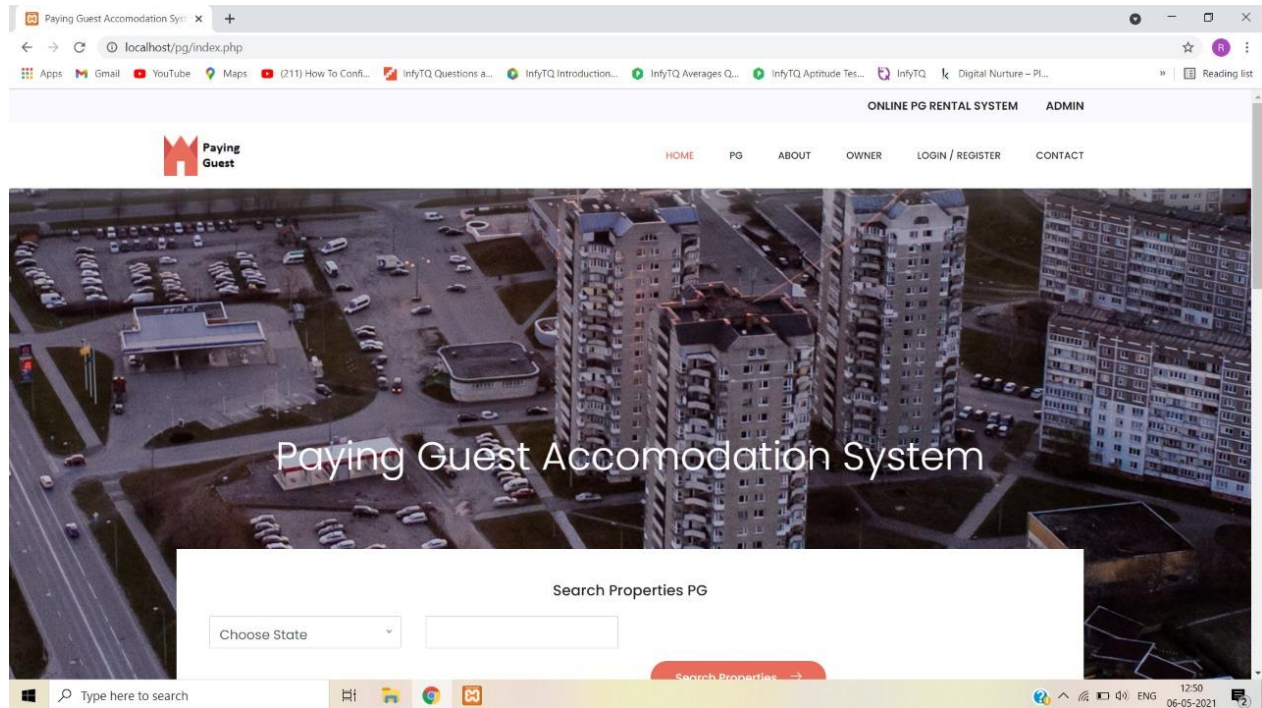 Paying Guest Accomodation Syst
localhost/pg/index.php
R
Apps Gmail YouTube Maps (211) How To Confi... InfyTQ Questions a... InfyTQ Introduction... InfyTQ Averages Q... InfyTQ Aptitude Tes... InfyTQ Digital Nurture – Pl... » Reading list
ONLINE PG RENTAL SYSTEM ADMIN
Paying
Guest
HOME PG ABOUT OWNER LOGIN / REGISTER CONTACT
Paying Guest Accomodation System
Search Properties PG
Choose State
Search Properties →
Type here to search
ENG
12:50
06-05-2021
2